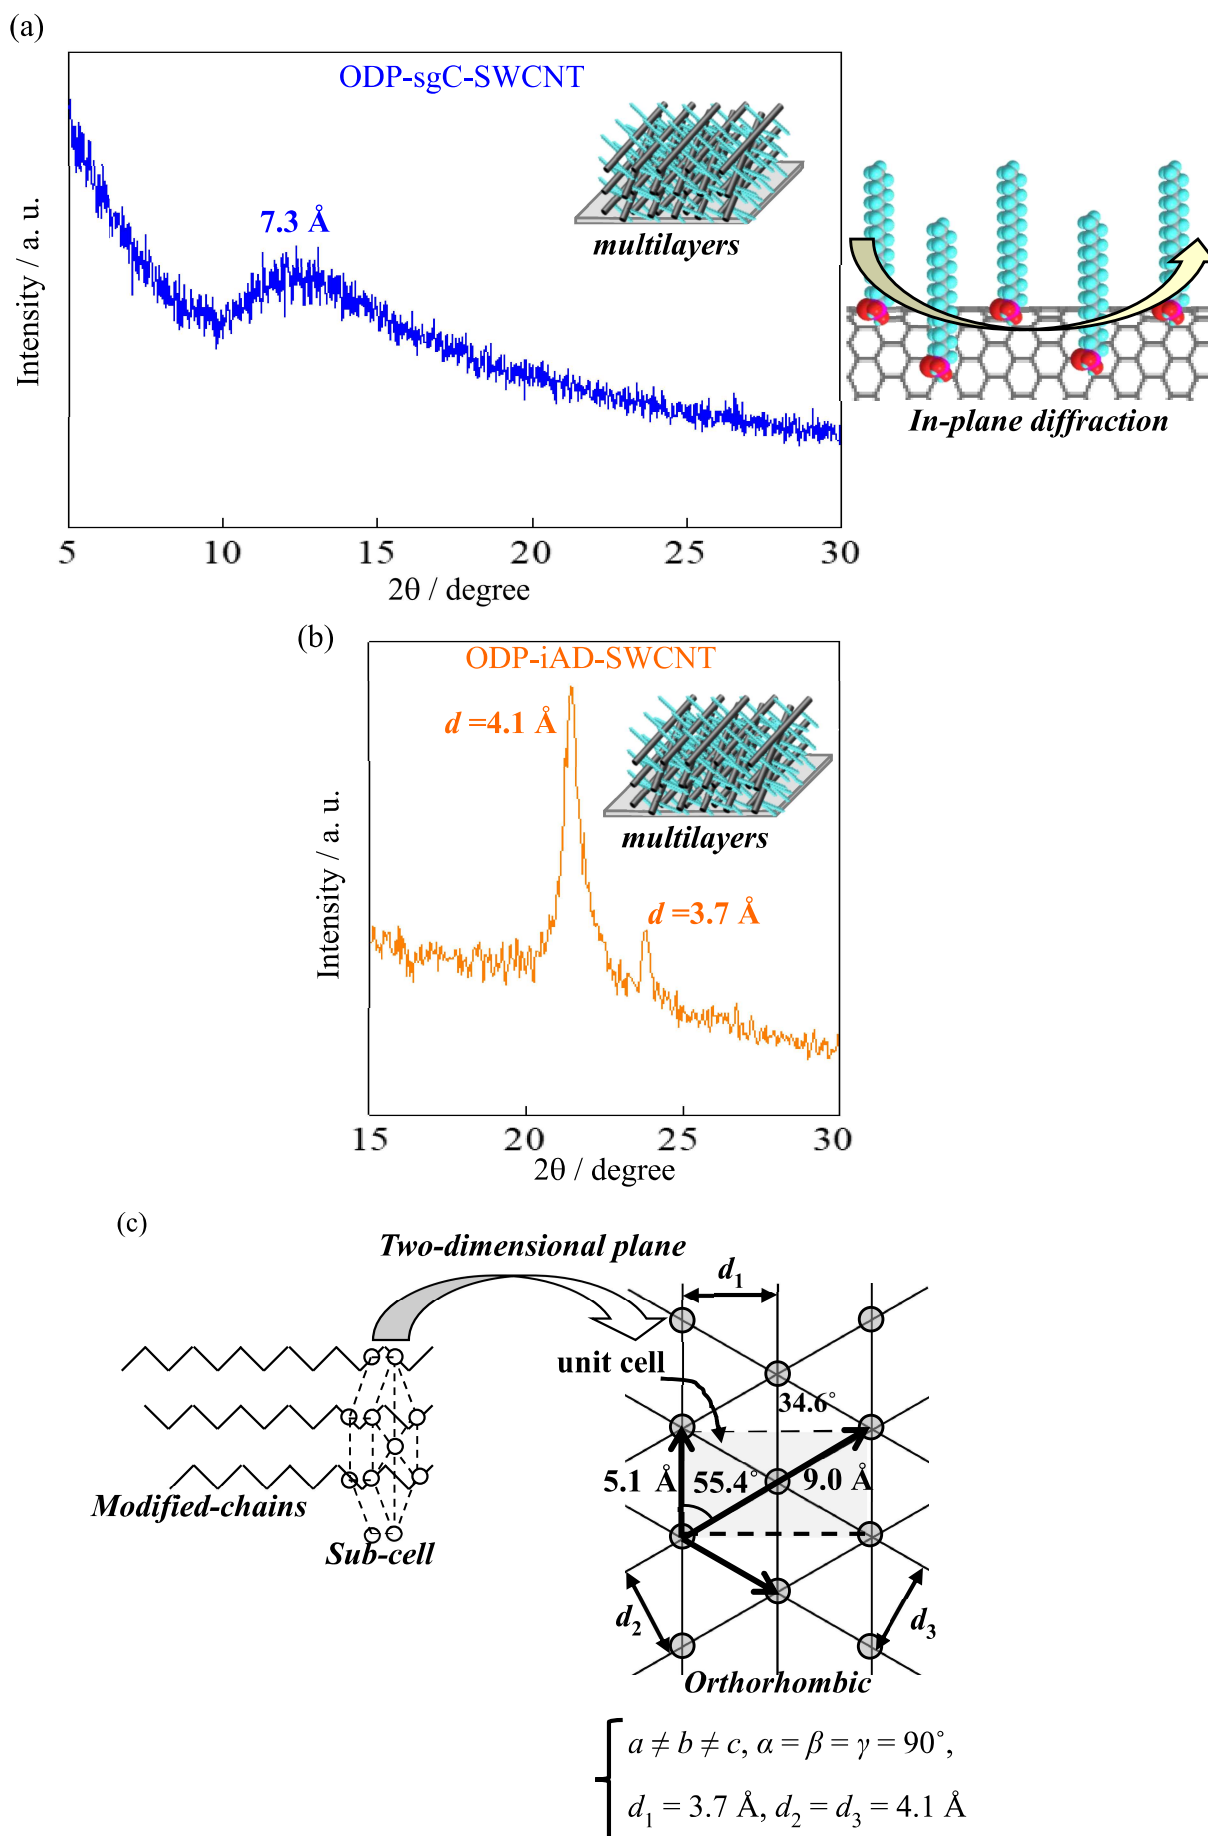 (a)
ODP-sgC-SWCNT
7.3 Å
multilayers
Intensity / a. u.
5 10 15 20 25 30
2θ / degree
In-plane diffraction
(b)
ODP-iAD-SWCNT
d =4.1 Å
multilayers
d =3.7 Å
Intensity / a. u.
15 20 25 30
2θ / degree
(c)
Two-dimensional plane
d1
unit cell
34.6°
5.1 Å 55.4° 9.0 Å
Modified-chains
Sub-cell
d2 d3
Orthorhombic
a ≠ b ≠ c, α = β = γ = 90°,
d1 = 3.7 Å, d2 = d3 = 4.1 Å